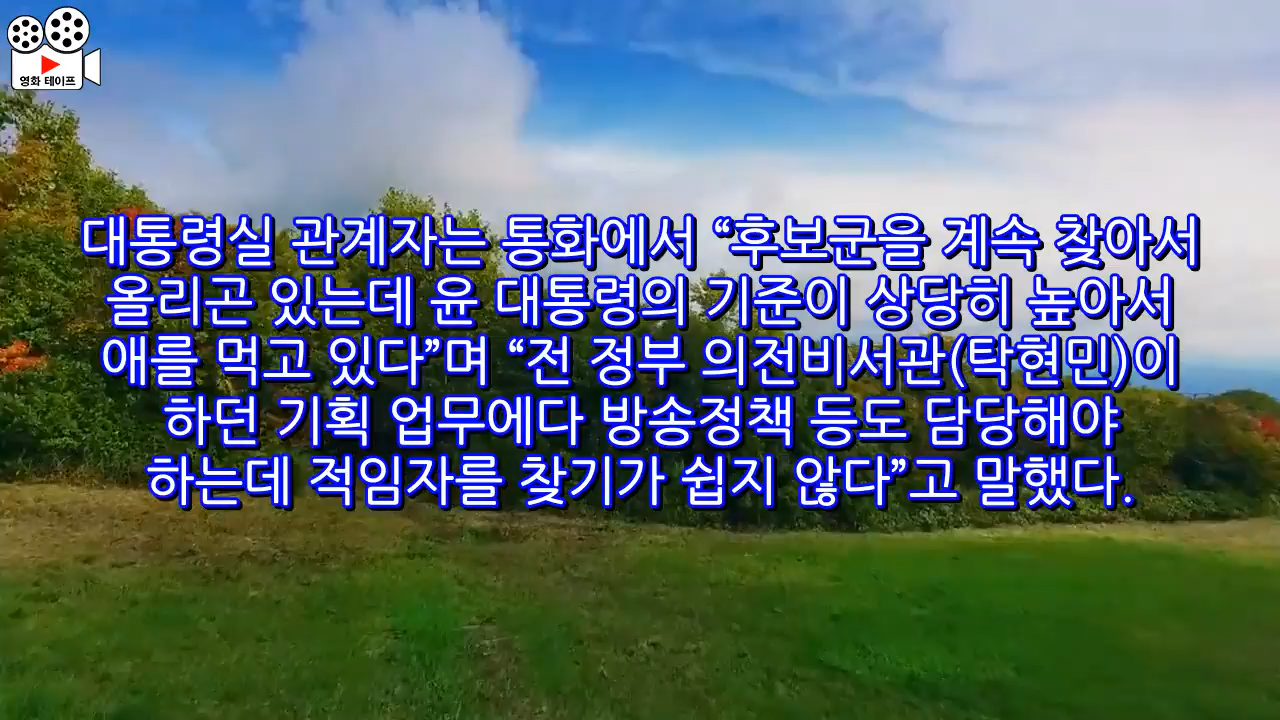 영화 테이프
대통령실 관계자는 통화에서 “후보군을 계속 찾아서
올리곤 있는데 윤 대통령의 기준이 상당히 높아서
애를 먹고 있다”며 “전 정부 의전비서관(탁현민)이
하던 기획 업무에다 방송정책 등도 담당해야
하는데 적임자를 찾기가 쉽지 않다”고 말했다.